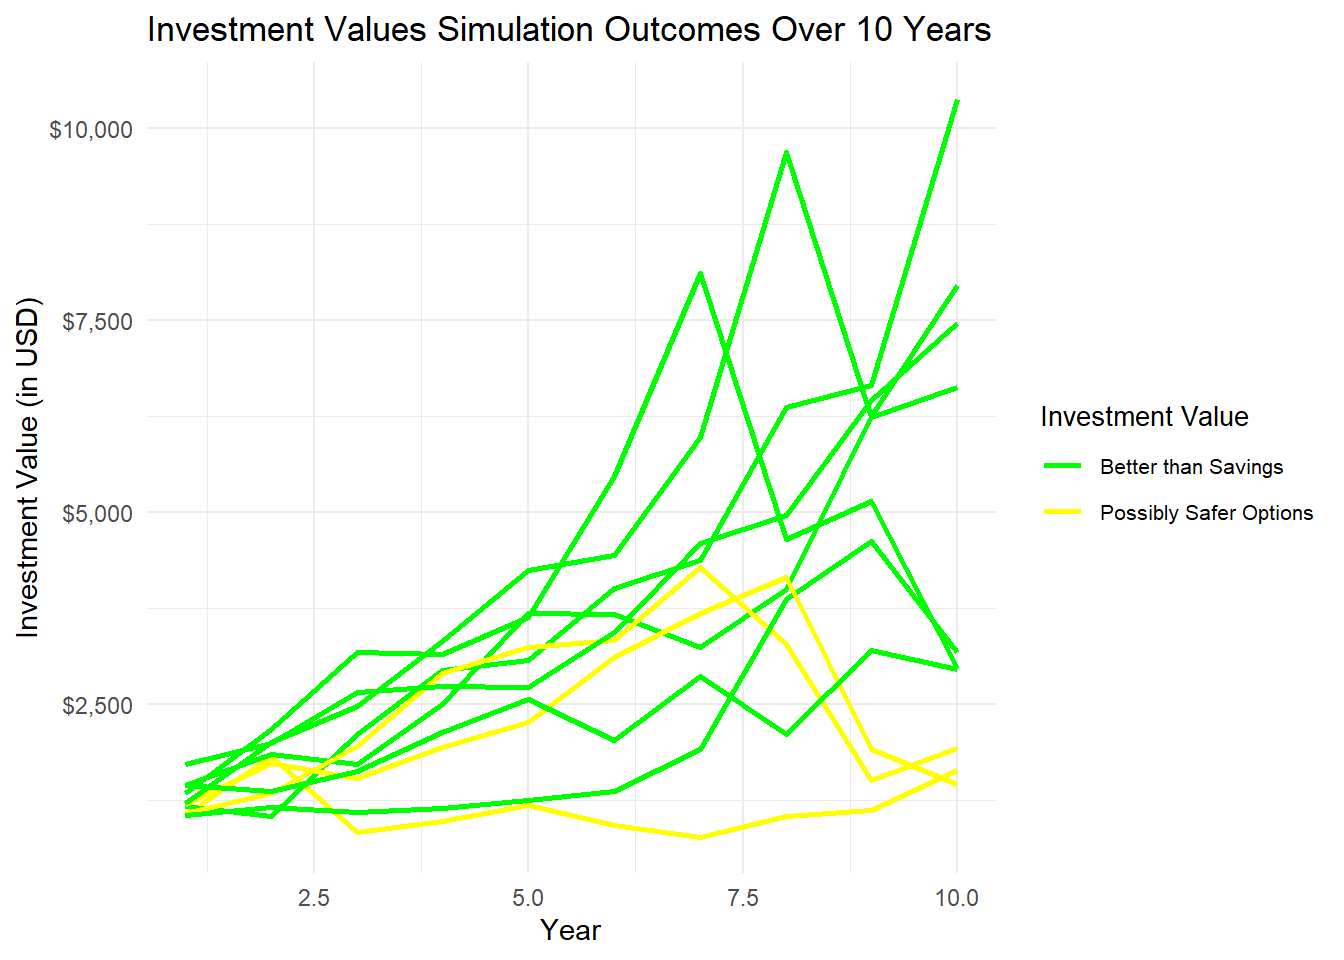 Investment Values Simulation Outcomes Over 10 Years
$10,000
$7,500
$5,000
$2,500
Investment Value (in USD)
2.5
5.0
7.5
10.0
Year
Investment Value
Better than Savings
Possibly Safer Options